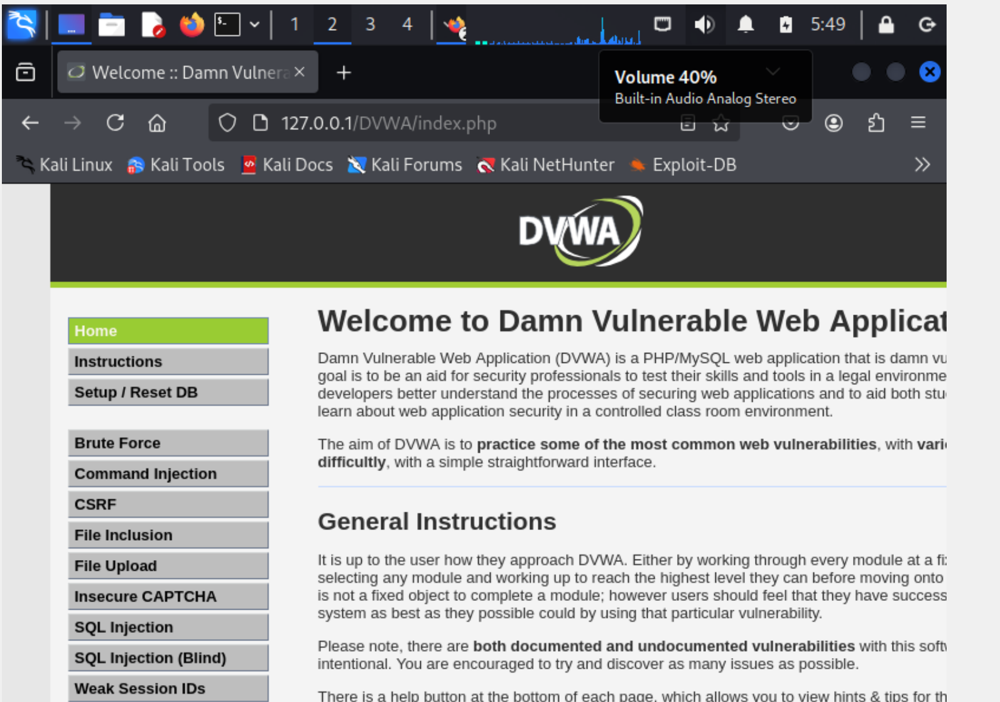 1 2 3 4 5:49
Welcome :: Damn Vulnera
Volume 40%
Built-in Audio Analog Stereo
127.0.0.1/DVWA/index.php
Kali Linux Kali Tools Kali Docs Kali Forums Kali NetHunter Exploit-DB
DVWA
Home
Instructions
Setup / Reset DB
Brute Force
Command Injection
CSRF
File Inclusion
File Upload
Insecure CAPTCHA
SQL Injection
SQL Injection (Blind)
Weak Session IDs
Welcome to Damn Vulnerable Web Applicat
Damn Vulnerable Web Application (DVWA) is a PHP/MySQL web application that is damn vu
goal is to be an aid for security professionals to test their skills and tools in a legal environme
developers better understand the processes of securing web applications and to aid both stu
learn about web application security in a controlled class room environment.
The aim of DVWA is to practice some of the most common web vulnerabilities, with vari
difficultly, with a simple straightforward interface.
General Instructions
It is up to the user how they approach DVWA. Either by working through every module at a fi
selecting any module and working up to reach the highest level they can before moving onto
is not a fixed object to complete a module; however users should feel that they have success
system as best as they possible could by using that particular vulnerability.
Please note, there are both documented and undocumented vulnerabilities with this soft
intentional. You are encouraged to try and discover as many issues as possible.
There is a help button at the bottom of each page, which allows you to view hints & tips for th